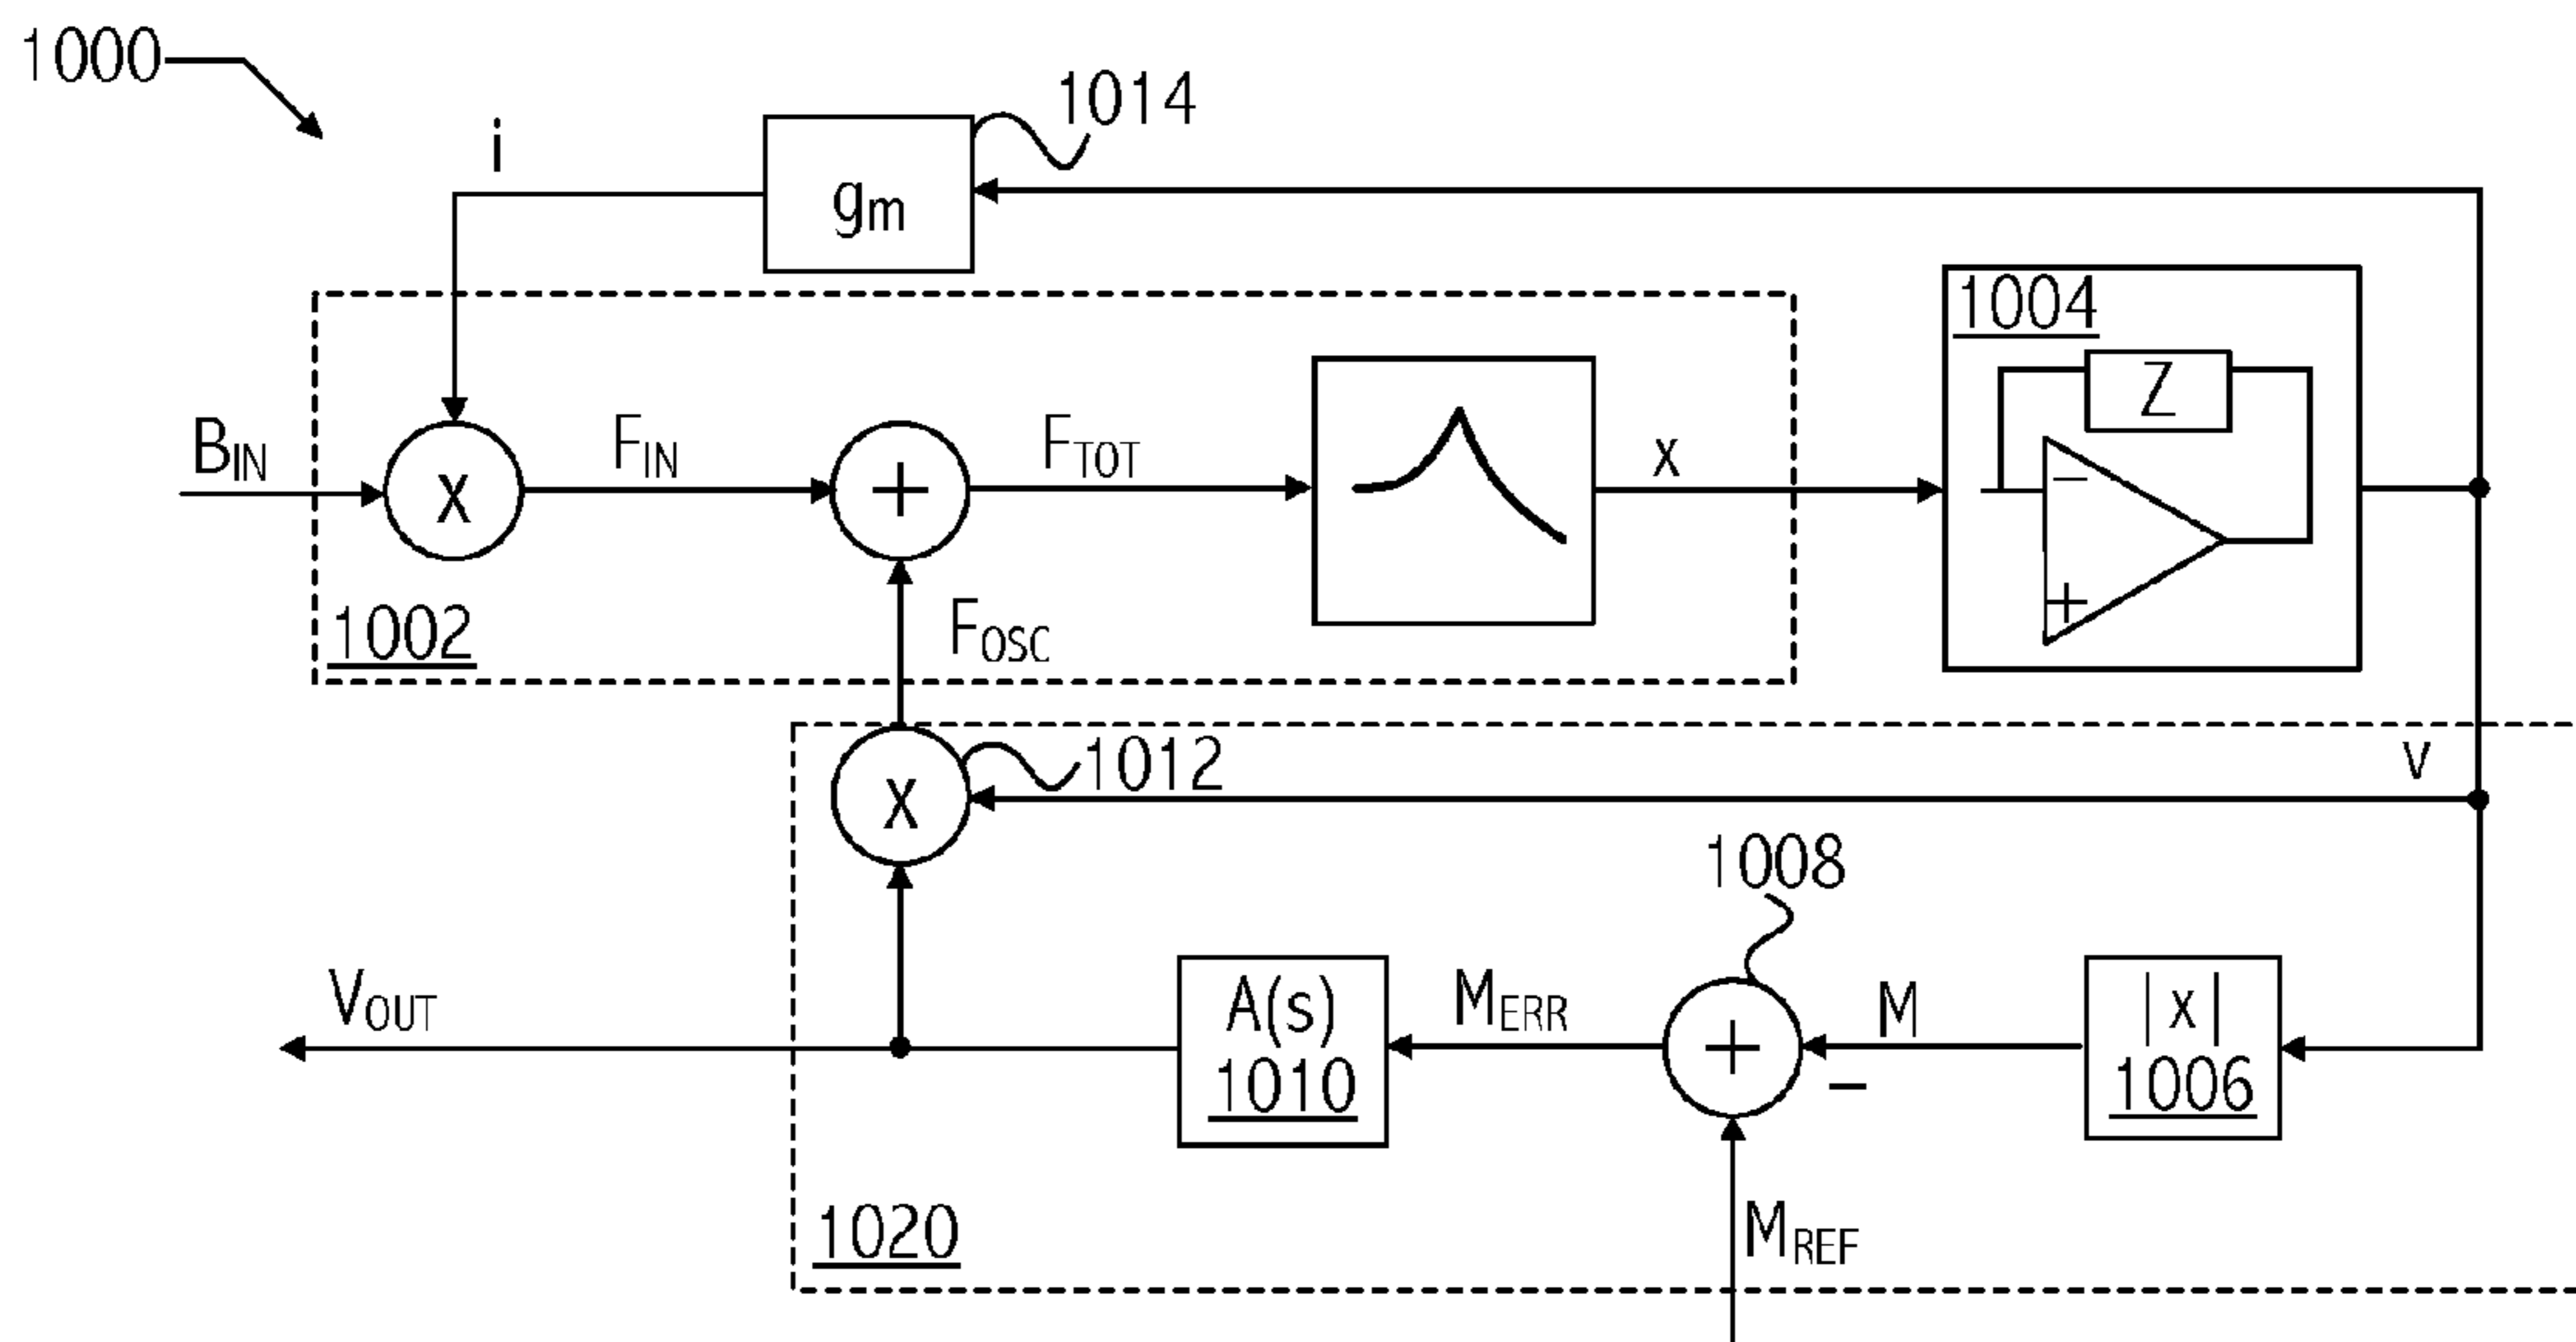 1000
1014
i
gm
1004
Z
BIN
x
FIN
+
FTOT
x
−
+
1002
FOSC
1012
v
x
1008
VOUT
A(s)
1010
MERR
+
M
−
|x|
1006
1020
MREF